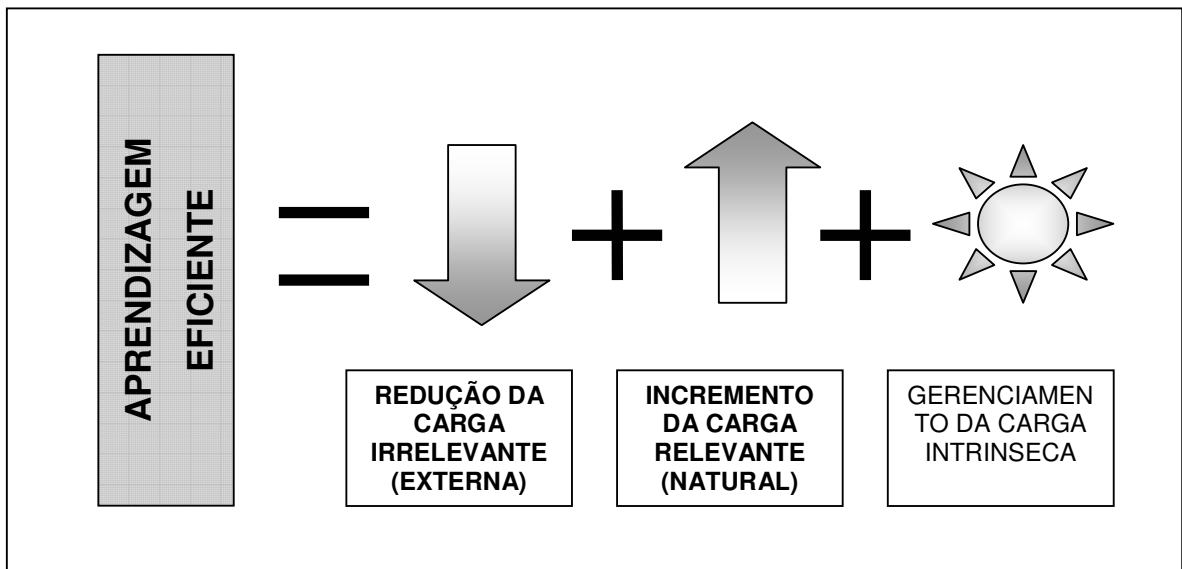 APRENDIZAGEM
EFICIENTE
=
+
+
REDUÇÃO DA
CARGA
IRRELEVANTE
(EXTERNA)
INCREMENTO
DA CARGA
RELEVANTE
(NATURAL)
GERENCIAMEN
TO DA CARGA
INTRINSECA